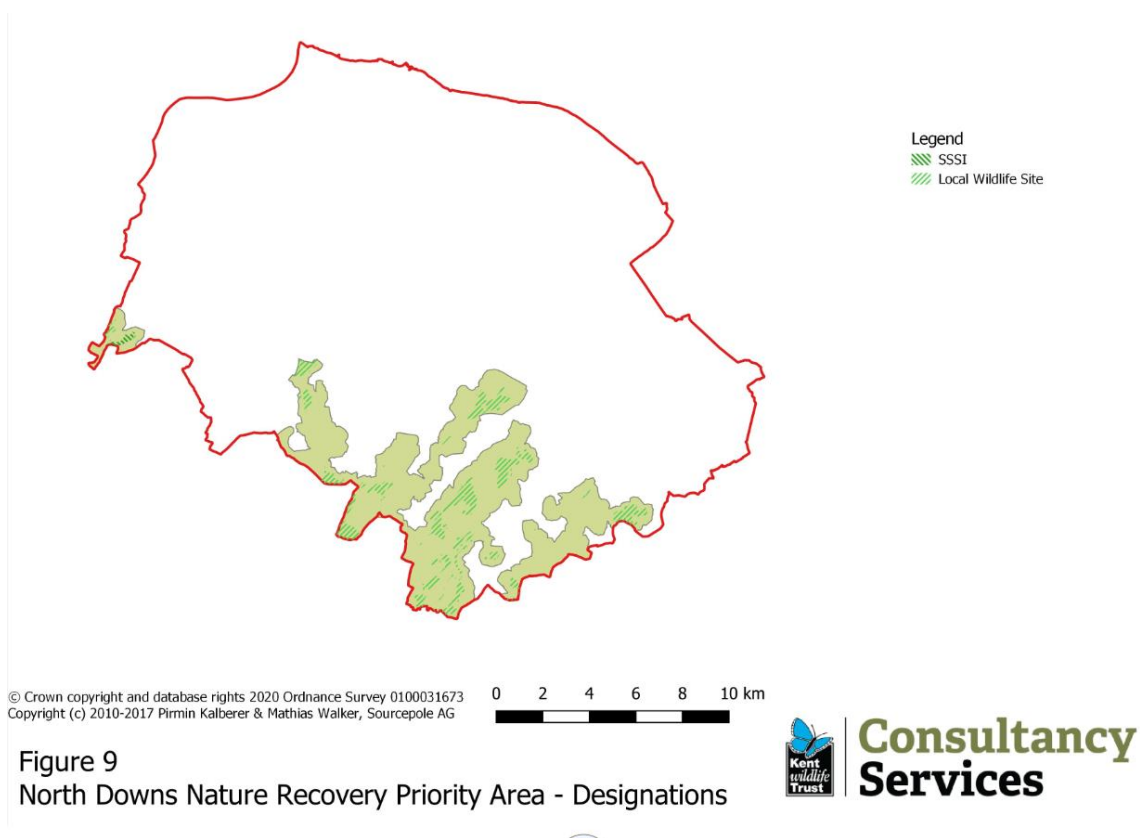 Legend
SSSI
Local Wildlife Site
© Crown copyright and database rights 2020 Ordnance Survey 0100031673
Copyright (c) 2010-2017 Pirmin Kalberer & Mathias Walker, Sourcepole AG
0 2 4 6 8 10 km
Figure 9
North Downs Nature Recovery Priority Area - Designations
Kent
wildlife
Trust
Consultancy
Services